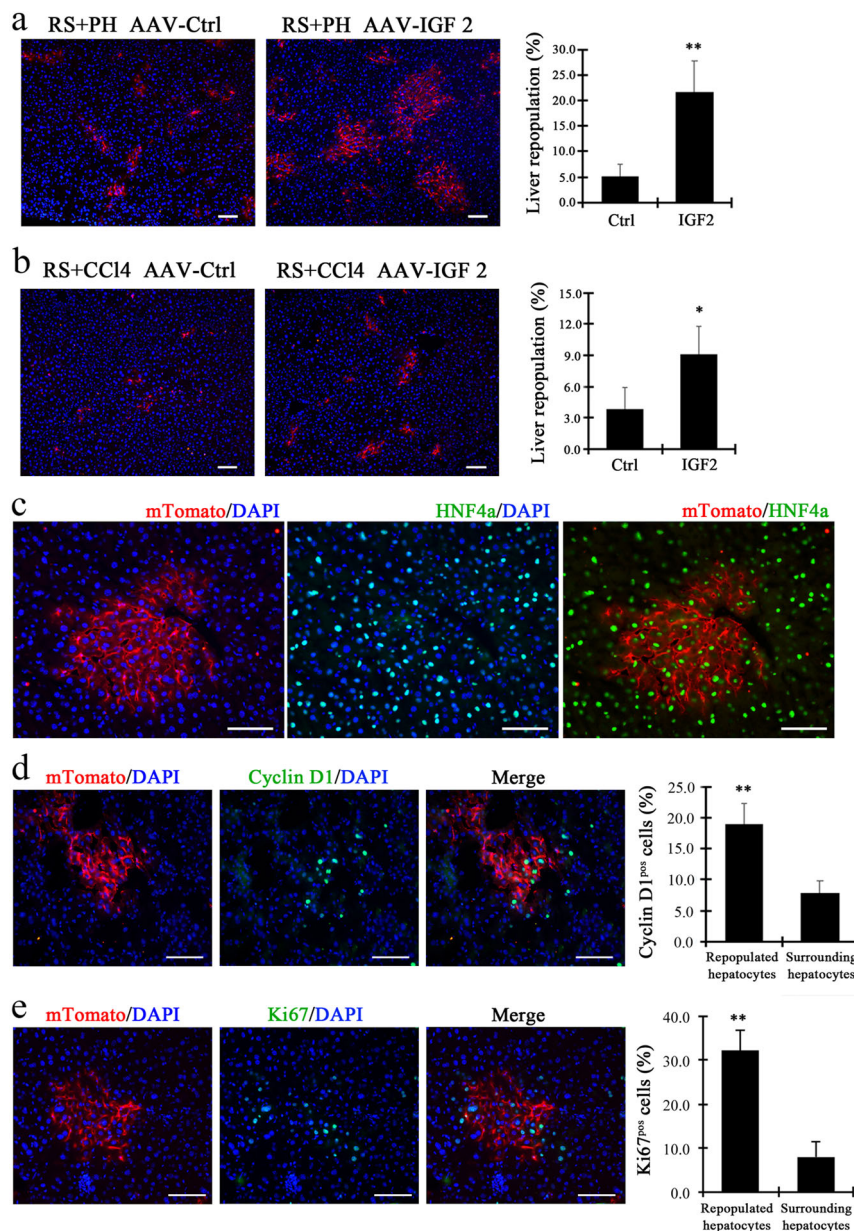 a
RS+PH AAV-Ctrl
RS+PH AAV-IGF 2
Liver repopulation (%)
30.0
25.0
20.0
15.0
10.0
5.0
0.0
**
Ctrl
IGF2
b
RS+CCl4 AAV-Ctrl
RS+CCl4 AAV-IGF 2
Liver repopulation (%)
15.0
12.0
9.0
6.0
3.0
0.0
*
Ctrl
IGF2
c
mTomato/DAPI
HNF4a/DAPI
mTomato/HNF4a
d
mTomato/DAPI
Cyclin D1/DAPI
Merge
Cyclin D1pos cells (%)
25.0
20.0
15.0
10.0
5.0
0.0
**
Repopulated
hepatocytes
Surrounding
hepatocytes
e
mTomato/DAPI
Ki67/DAPI
Merge
Ki67pos cells (%)
40.0
30.0
20.0
10.0
0.0
**
Repopulated
hepatocytes
Surrounding
hepatocytes